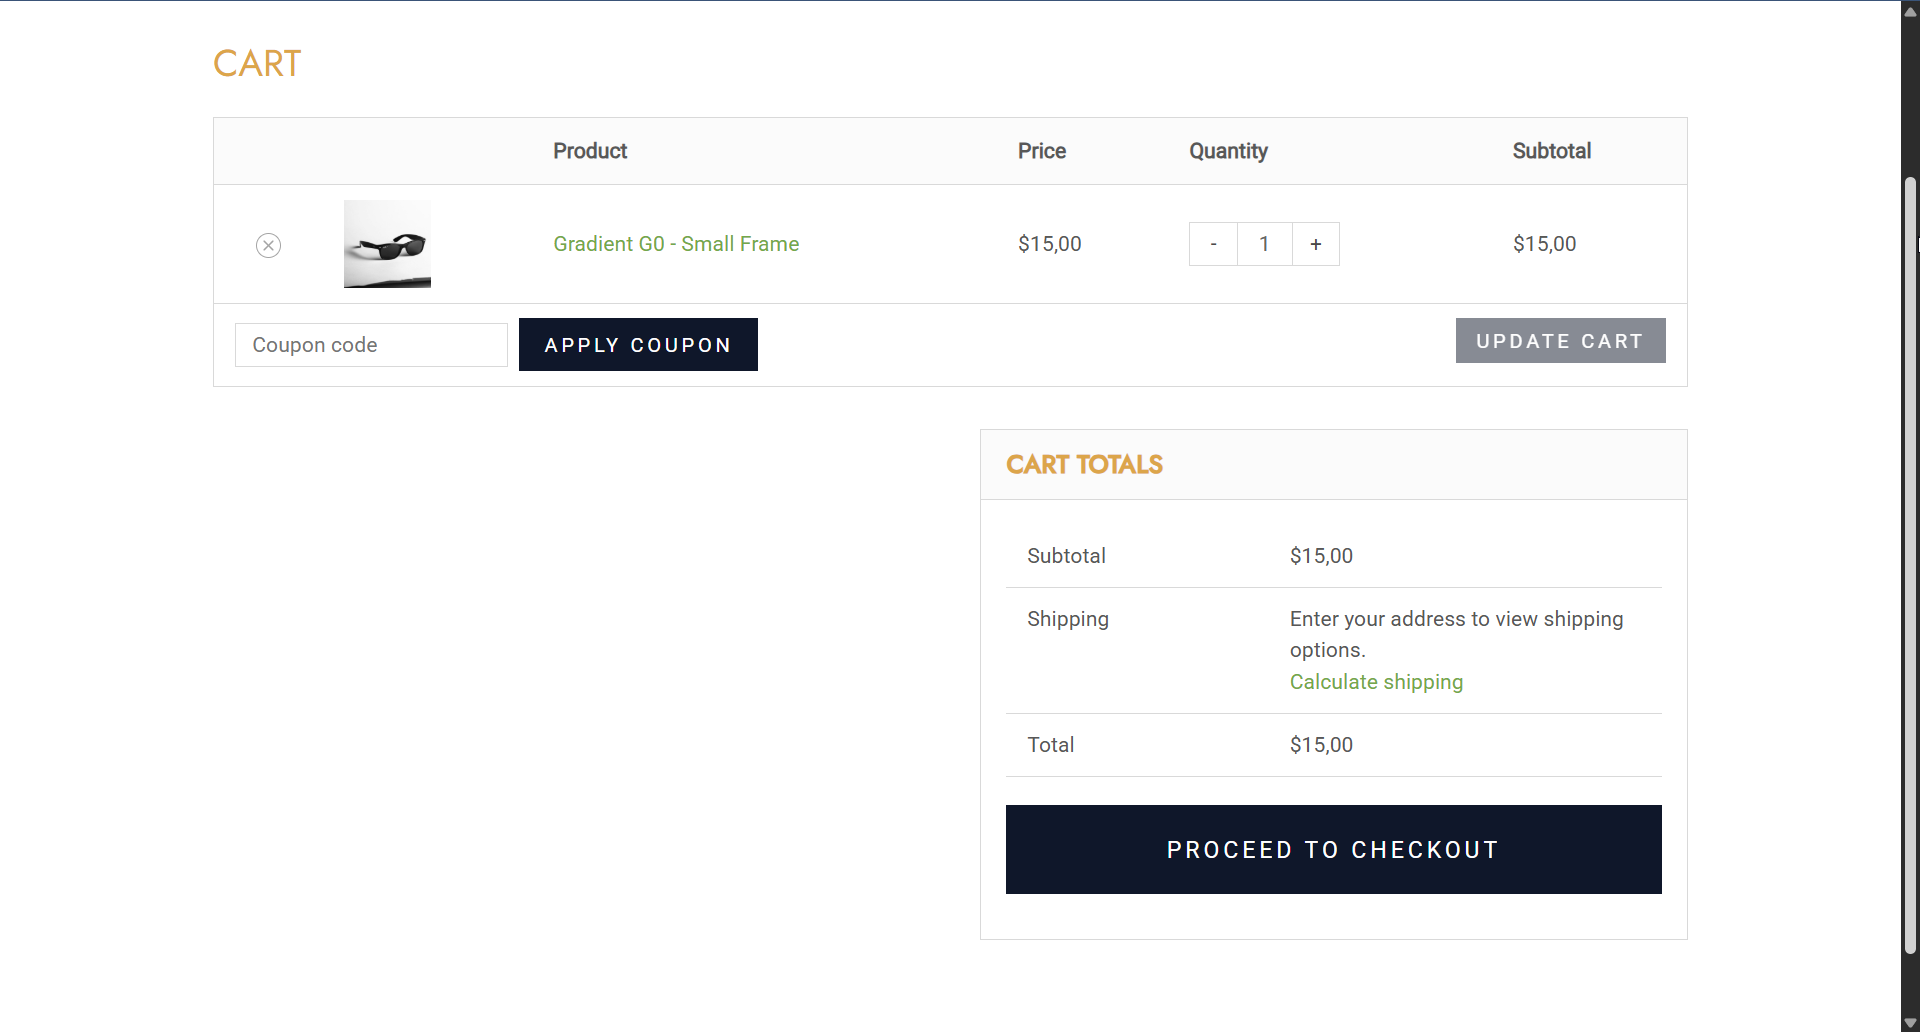 CART
Product Price Quantity Subtotal
Gradient G0 - Small Frame $15,00 - 1 + $15,00
Coupon code APPLY COUPON UPDATE CART
CART TOTALS
Subtotal $15,00
Shipping Enter your address to view shipping
options.
Calculate shipping
Total $15,00
PROCEED TO CHECKOUT